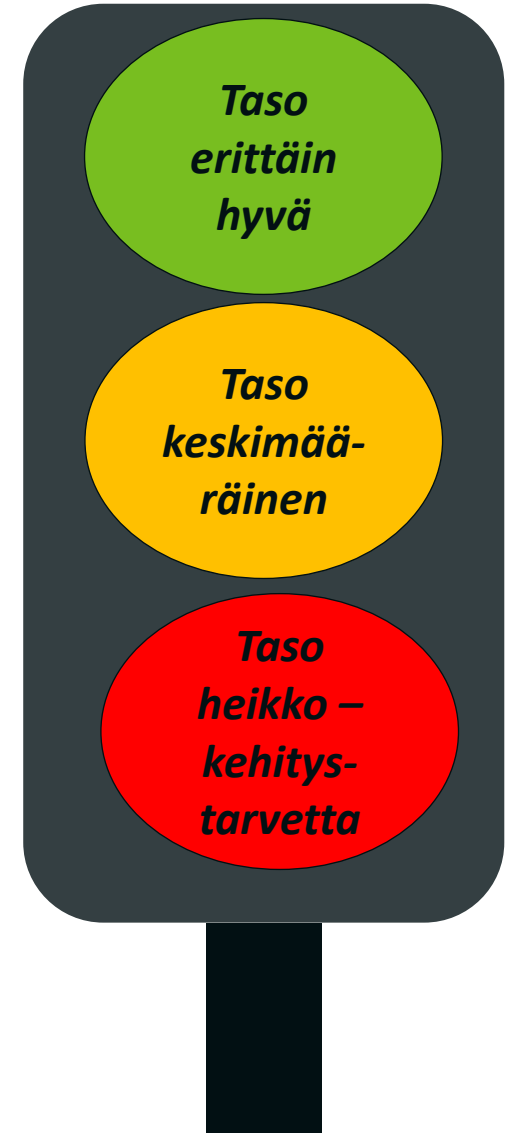 Taso
erittäin
hyvä
Taso
keskimää-
räinen
Taso
heikko –
kehitys-
tarvetta